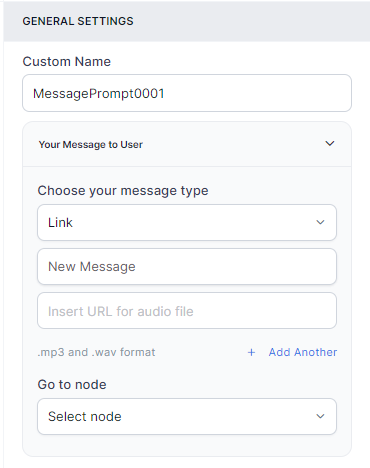 GENERAL SETTINGS
Custom Name
MessagePrompt0001
Your Message to User
Choose your message type
Link
New Message
Insert URL for audio file
.mp3 and .wav format + Add Another
Go to node
Select node